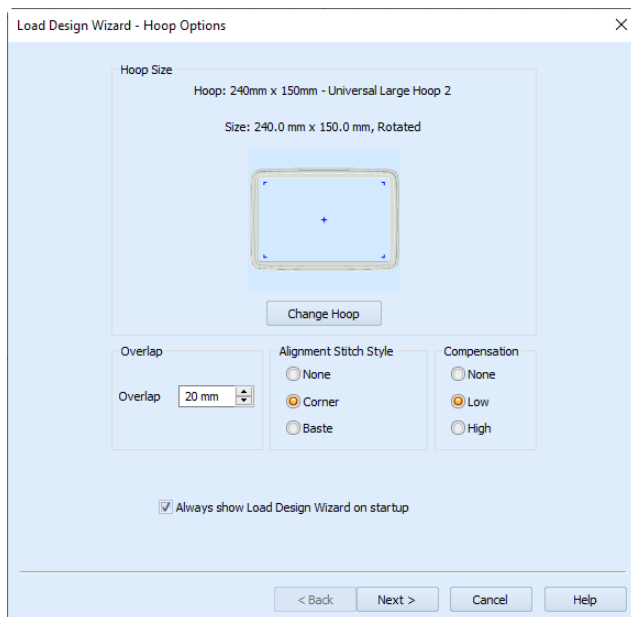 Load Design Wizard - Hoop Options
Hoop Size
Hoop: 240mm x 150mm - Universal Large Hoop 2
Size: 240.0 mm x 150.0 mm, Rotated
Change Hoop
Overlap
Overlap 20 mm
Alignment Stitch Style
None
Corner
Baste
Compensation
None
Low
High
Always show Load Design Wizard on startup
< Back Next > Cancel Help